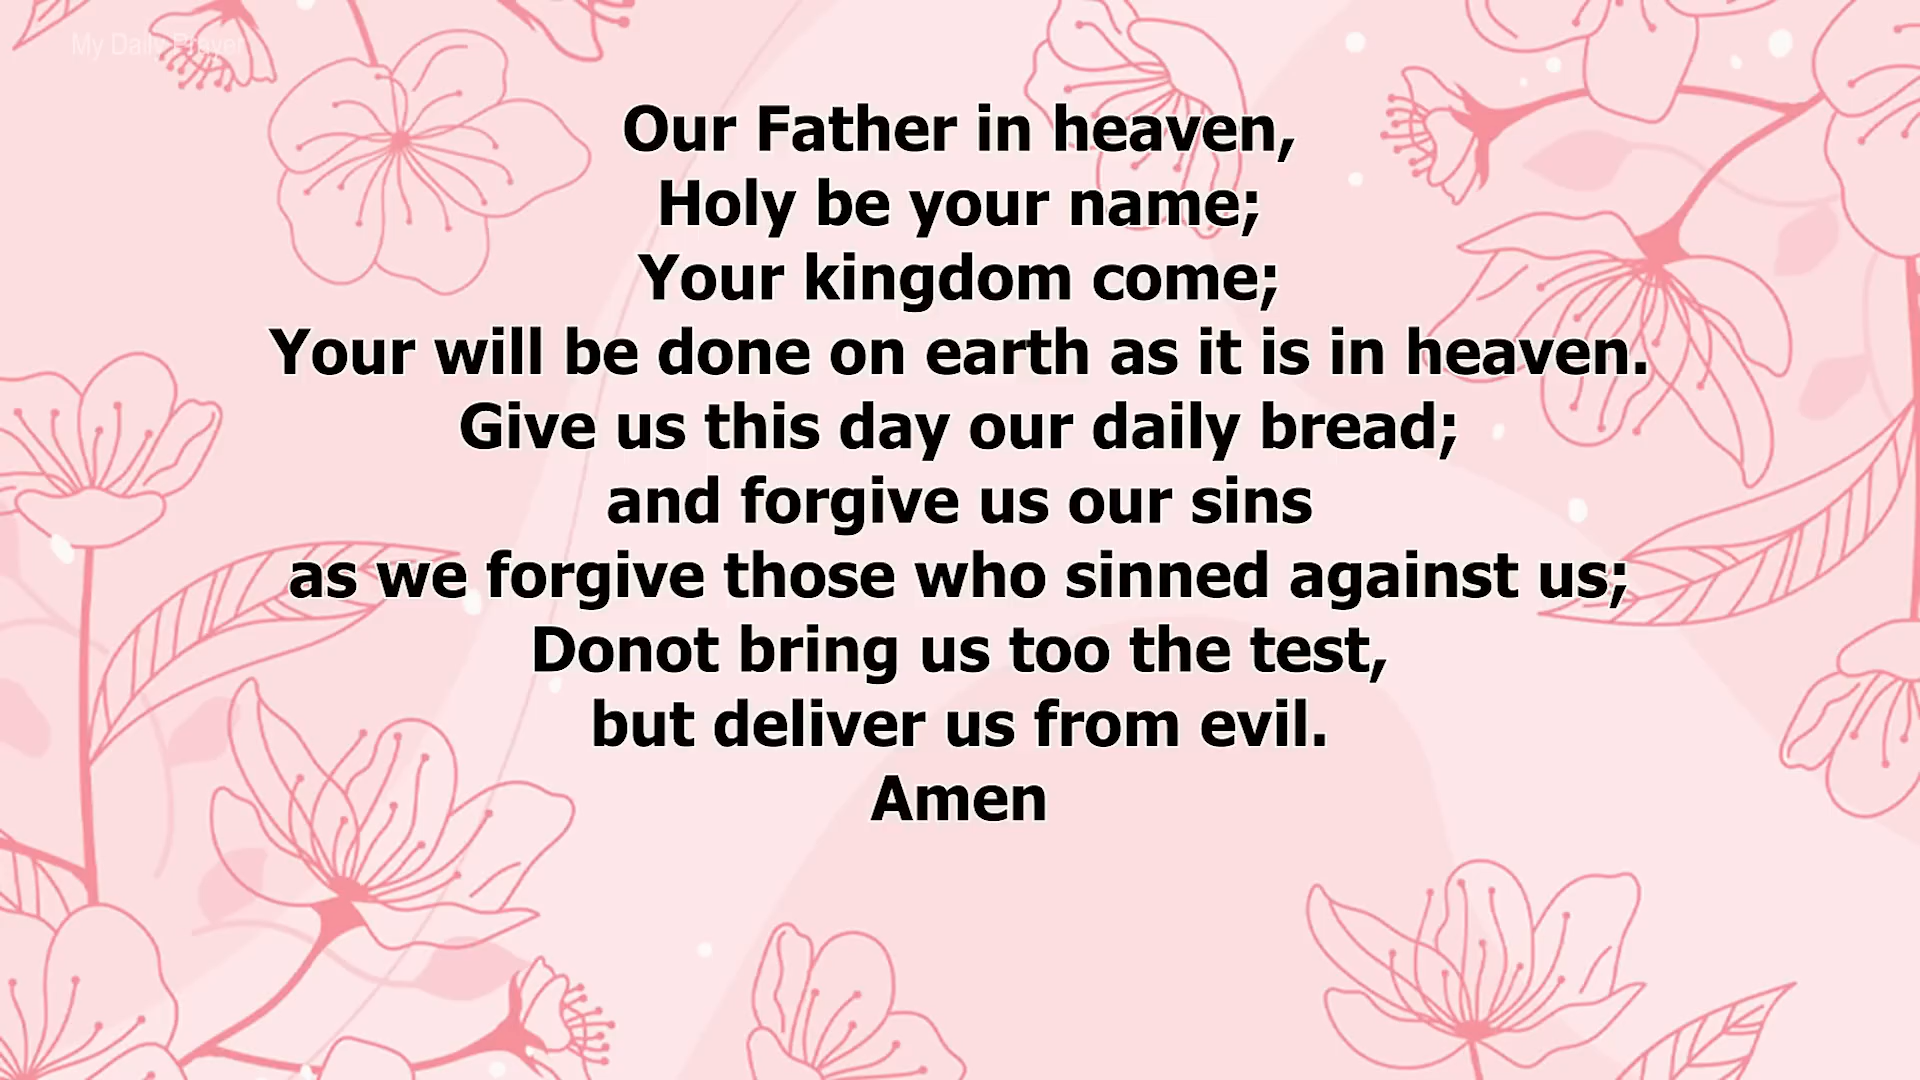 My Daily Prayer
Our Father in heaven,
Holy be your name;
Your kingdom come;
Your will be done on earth as it is in heaven.
Give us this day our daily bread;
and forgive us our sins
as we forgive those who sinned against us;
Donot bring us too the test,
but deliver us from evil.
Amen